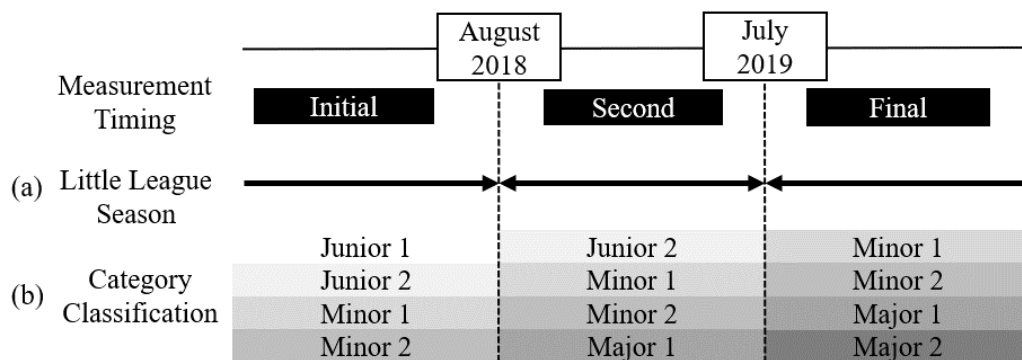 August
2018
July
2019
Measurement
Timing
Initial
Second
Final
(a) Little League
Season
(b) Category
Classification
Junior 1
Junior 2
Minor 1
Junior 2
Minor 1
Minor 2
Minor 1
Minor 2
Major 1
Minor 2
Major 1
Major 2